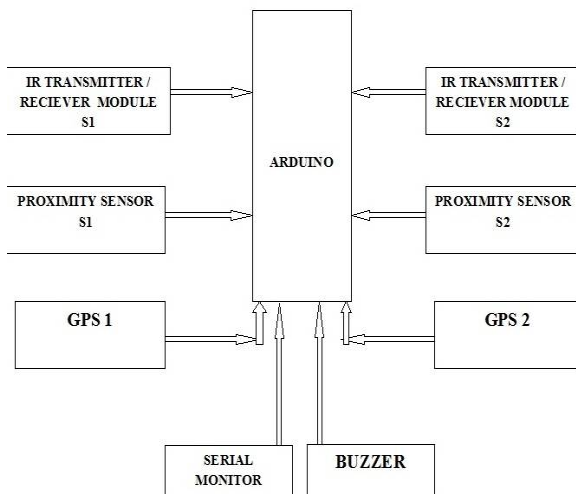 IR TRANSMITTER /
RECIEVER MODULE
S1
IR TRANSMITTER /
RECIEVER MODULE
S2
ARDUINO
PROXIMITY SENSOR
S1
PROXIMITY SENSOR
S2
GPS 1
GPS 2
SERIAL
MONITOR
BUZZER